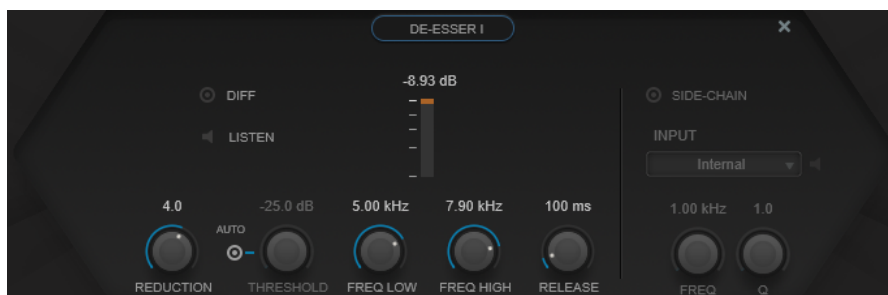 DE-ESSER I
×
-8.93 dB
DIFF
SIDE-CHAIN
LISTEN
INPUT
Internal
4.0 -25.0 dB 5.00 kHz 7.90 kHz 100 ms 1.00 kHz 1.0
AUTO
REDUCTION THRESHOLD FREQ LOW FREQ HIGH RELEASE FREQ Q